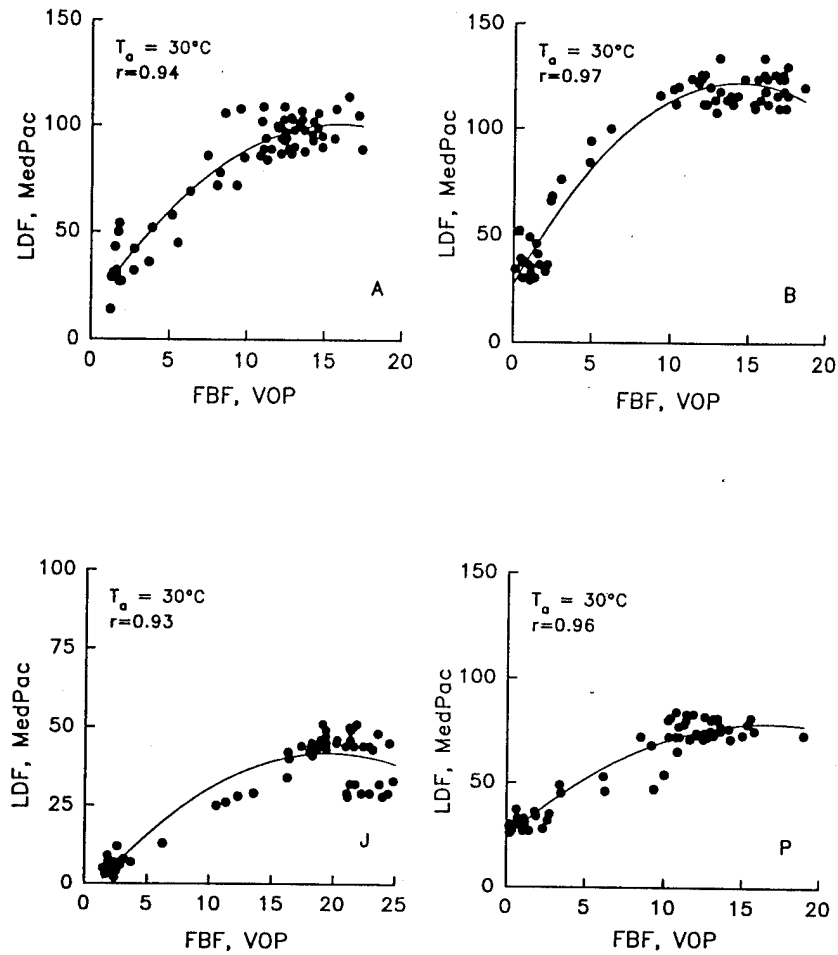 150
100
50
0
LDF, MedPac
Ta = 30°C
r=0.94
A
0 5 10 15 20
FBF, VOP
150
100
50
0
LDF, MedPac
Ta = 30°C
r=0.97
B
0 5 10 15 20
FBF, VOP
100
75
50
25
0
LDF, MedPac
Ta = 30°C
r=0.93
J
0 5 10 15 20 25
FBF, VOP
150
100
50
0
LDF, MedPac
Ta = 30°C
r=0.96
P
0 5 10 15 20
FBF, VOP